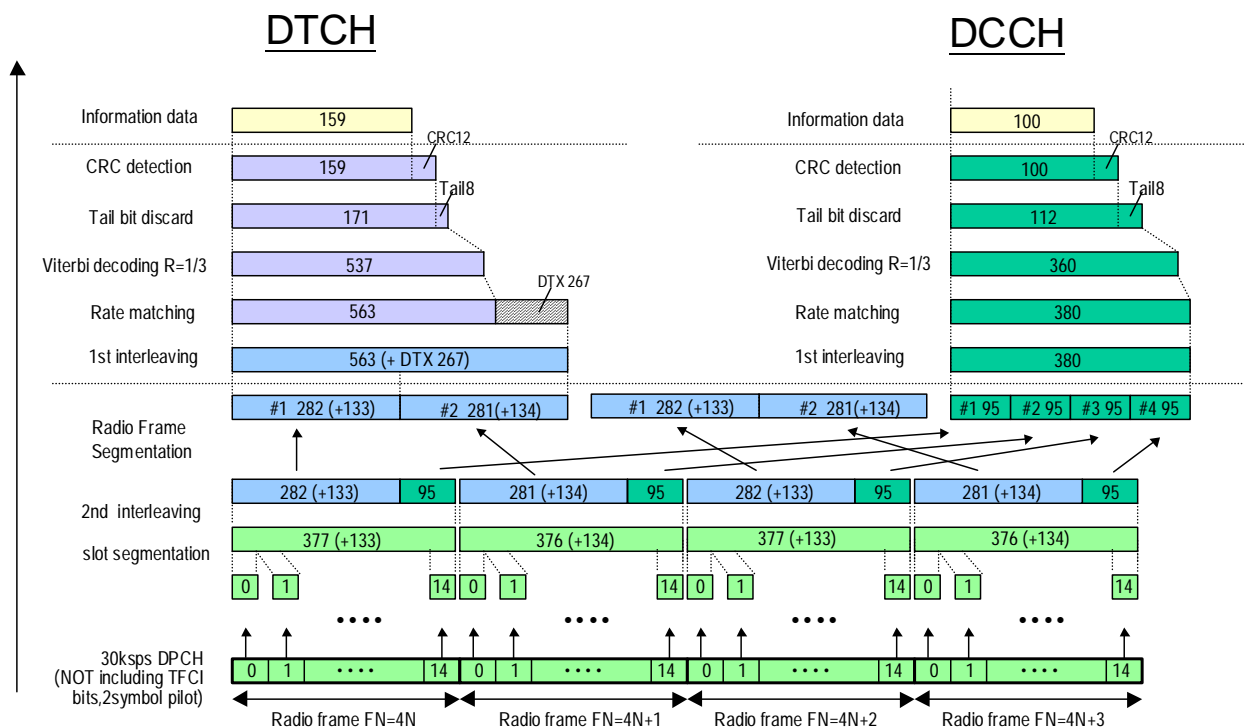 DTCH
DCCH
Information data
159
Information data
100
CRC12
CRC12
CRC detection
159
CRC detection
100
Tail8
Tail8
Tail bit discard
171
Tail bit discard
112
Viterbi decoding R=1/3
537
Viterbi decoding R=1/3
360
DTX 267
Rate matching
563
Rate matching
380
1st interleaving
563 (+ DTX 267)
1st interleaving
380
#1 282 (+133)
#2 281(+134)
#1 282 (+133)
#2 281(+134)
#1 95
#2 95
#3 95
#4 95
Radio Frame
Segmentation
282 (+133)
95
281 (+134)
95
282 (+133)
95
281 (+134)
95
2nd interleaving
377 (+133)
376 (+134)
377 (+133)
376 (+134)
slot segmentation
0
1
14
0
1
14
0
1
14
0
1
14
• • • •
• • • •
• • • •
• • • •
30ksps DPCH
(NOT including TFCI
bits,2symbol pilot)
0
1
• • • •
14
0
1
• • • •
14
0
1
• • • •
14
0
1
• • • •
14
Radio frame FN=4N
Radio frame FN=4N+1
Radio frame FN=4N+2
Radio frame FN=4N+3